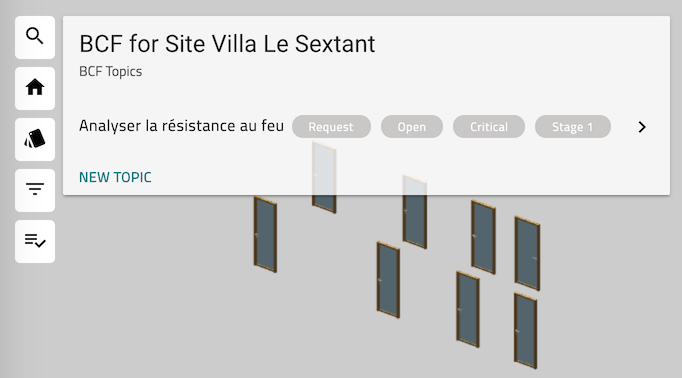 BCF for Site Villa Le Sextant
BCF Topics
Analyser la résistance au feu Request Open Critical Stage 1
NEW TOPIC